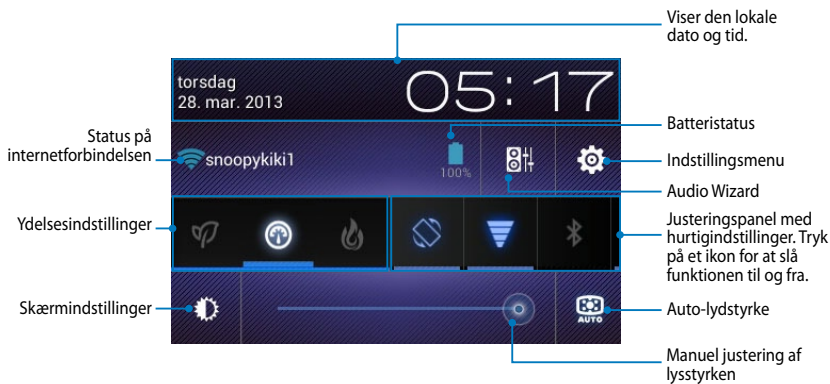 Viser den lokale
dato og tid.
torsdag
28. mar. 2013
05:17
Status på
internetforbindelsen
snoopykiki1
100%
Batteristatus
Indstillingsmenu
Audio Wizard
Ydelsesindstillinger
Justeringspanel med
hurtigindstillinger. Tryk
på et ikon for at slå
funktionen til og fra.
Skærmindstillinger
AUTO
Auto-lydstyrke
Manuel justering af
lysstyrken